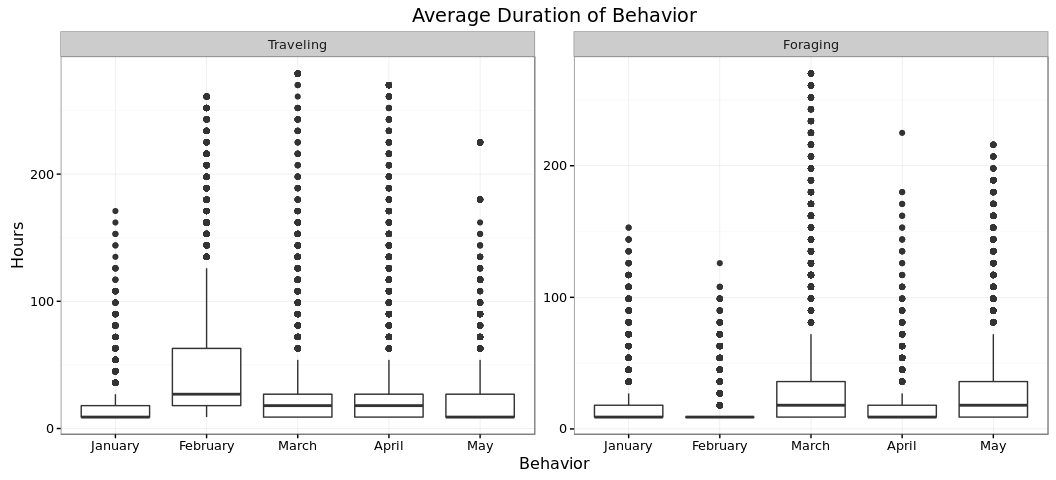 Average Duration of Behavior
Traveling
Foraging
Hours
200
100
0
200
100
0
January February March April May
January February March April May
Behavior